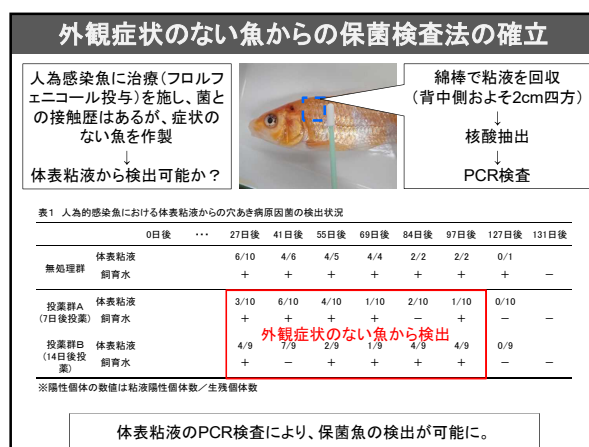 外観症状のない魚からの保菌検査法の確立
人為感染魚に治療(フロルフ
ェニコール投与)を施し、菌と
の接触歴はあるが、症状の
ない魚を作製
↓
体表粘液から検出可能か?
綿棒で粘液を回収
(背中側およそ2cm四方)
↓
核酸抽出
↓
PCR検査
表1 人為的感染魚における体表粘液からの穴あき病原因菌の検出状況
0日後 ・・・ 27日後 41日後 55日後 69日後 84日後 97日後 127日後 131日後
無処理群 体表粘液 6/10 4/6 4/5 4/4 2/2 2/2 0/1
飼育水 + + + + + + + -
投薬群A 体表粘液 3/10 6/10 4/10 1/10 2/10 1/10 0/10
(7日後投薬) 飼育水 + + + + - + - -
外観症状のない魚から検出
投薬群B 体表粘液 4/9 7/9 2/9 1/9 4/9 4/9 0/9
(14日後投
薬) 飼育水 + - + + + + - -
※陽性個体の数値は粘液陽性個体数/生残個体数
体表粘液のPCR検査により、保菌魚の検出が可能に。